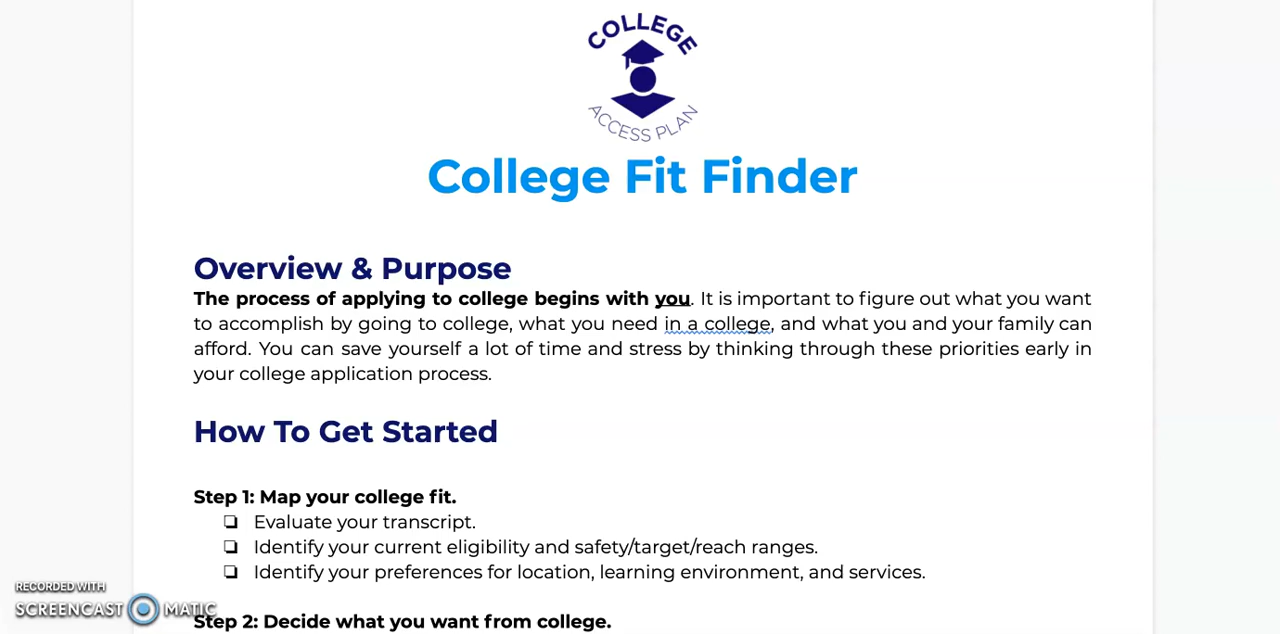 COLLEGE
ACCESS PLAN
College Fit Finder
Overview & Purpose
The process of applying to college begins with you. It is important to figure out what you want
to accomplish by going to college, what you need in a college, and what you and your family can
afford. You can save yourself a lot of time and stress by thinking through these priorities early in
your college application process.
How To Get Started
Step 1: Map your college fit.
❏ Evaluate your transcript.
❏ Identify your current eligibility and safety/target/reach ranges.
❏ Identify your preferences for location, learning environment, and services.
RECORDED WITH
SCREENCAST MATIC
Step 2: Decide what you want from college.